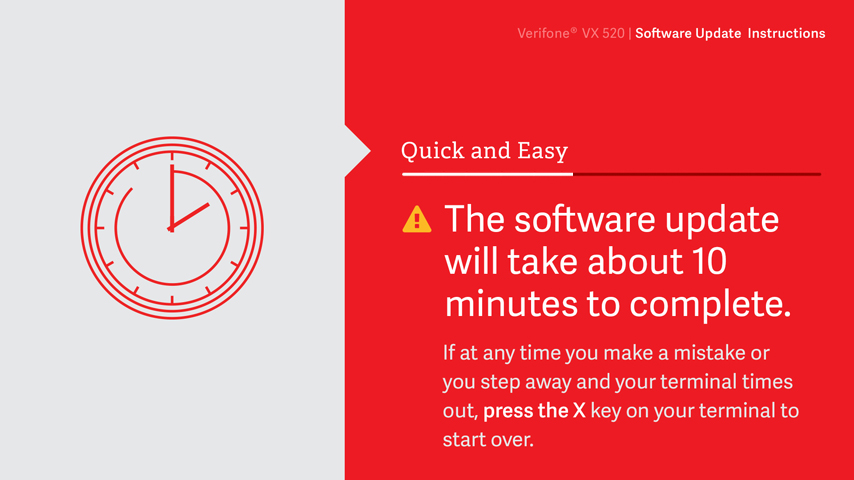 Verifone® VX 520 | Software Update Instructions
Quick and Easy
The software update
will take about 10
minutes to complete.
If at any time you make a mistake or
you step away and your terminal times
out, press the X key on your terminal to
start over.